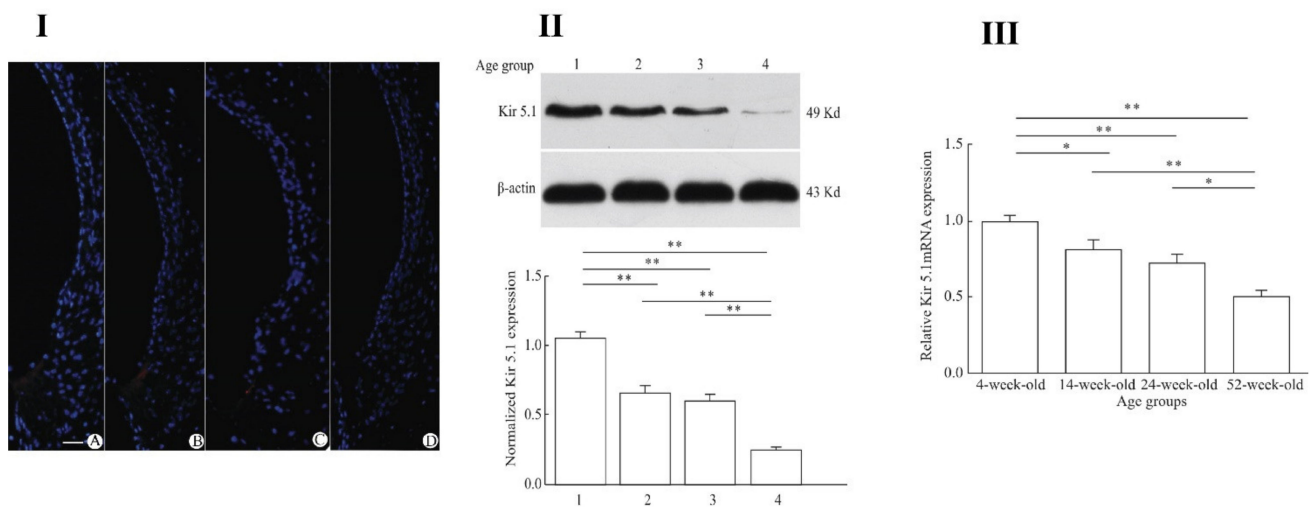 I
A B C D
II
Age group 1 2 3 4
Kir 5.1 49 Kd
β-actin 43 Kd
** 
**
** **
**
**
1.5
1.0
0.5
0.0
Normalized Kir 5.1 expression
1 2 3 4
III
**
**
*
**
*
1.5
1.0
0.5
0.0
Relative Kir 5.1mRNA expression
4-week-old 14-week-old 24-week-old 52-week-old
Age groups